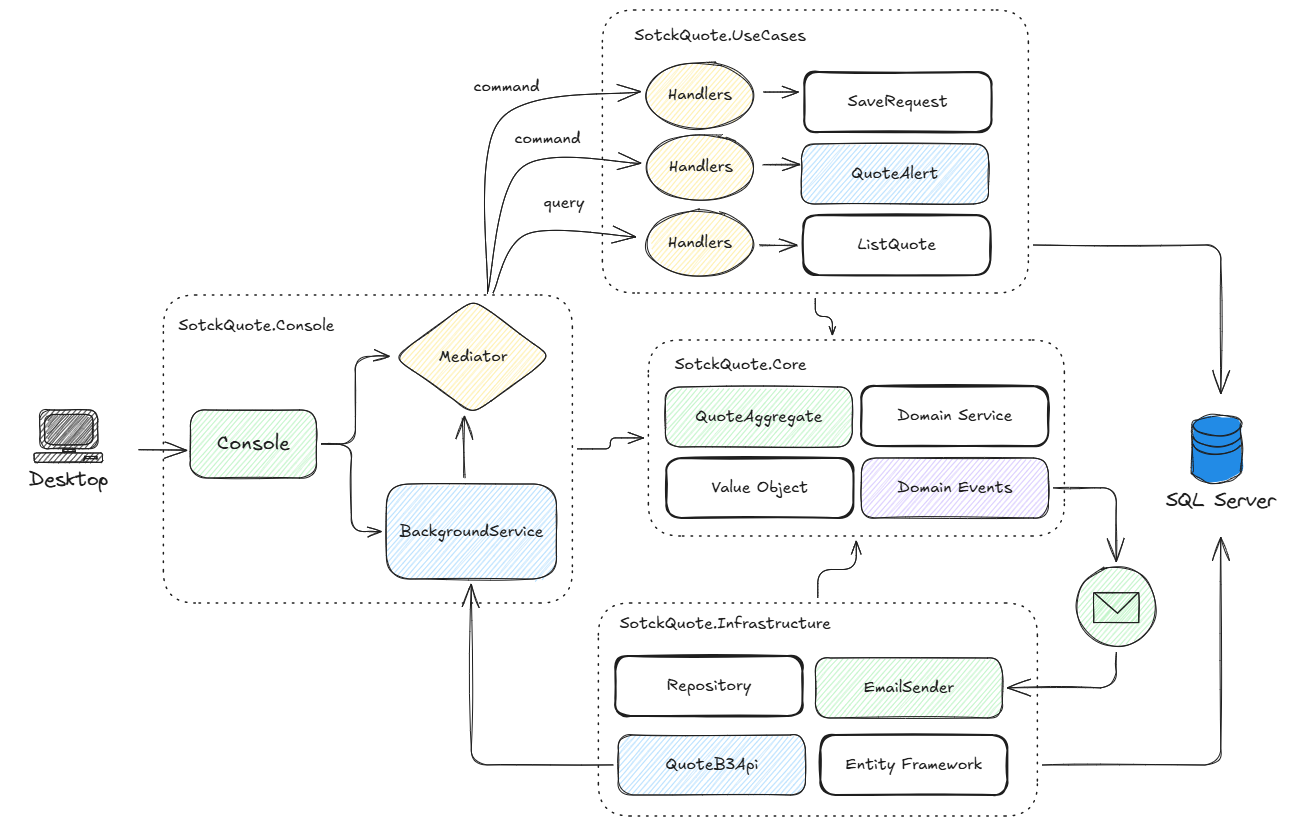 SotckQuote.UseCases
command
Handlers
SaveRequest
command
Handlers
QuoteAlert
query
Handlers
ListQuote
SotckQuote.Console
Mediator
Console
BackgroundService
Desktop
SotckQuote.Core
QuoteAggregate
Domain Service
Value Object
Domain Events
SQL Server
SotckQuote.Infrastructure
Repository
EmailSender
QuoteB3Api
Entity Framework